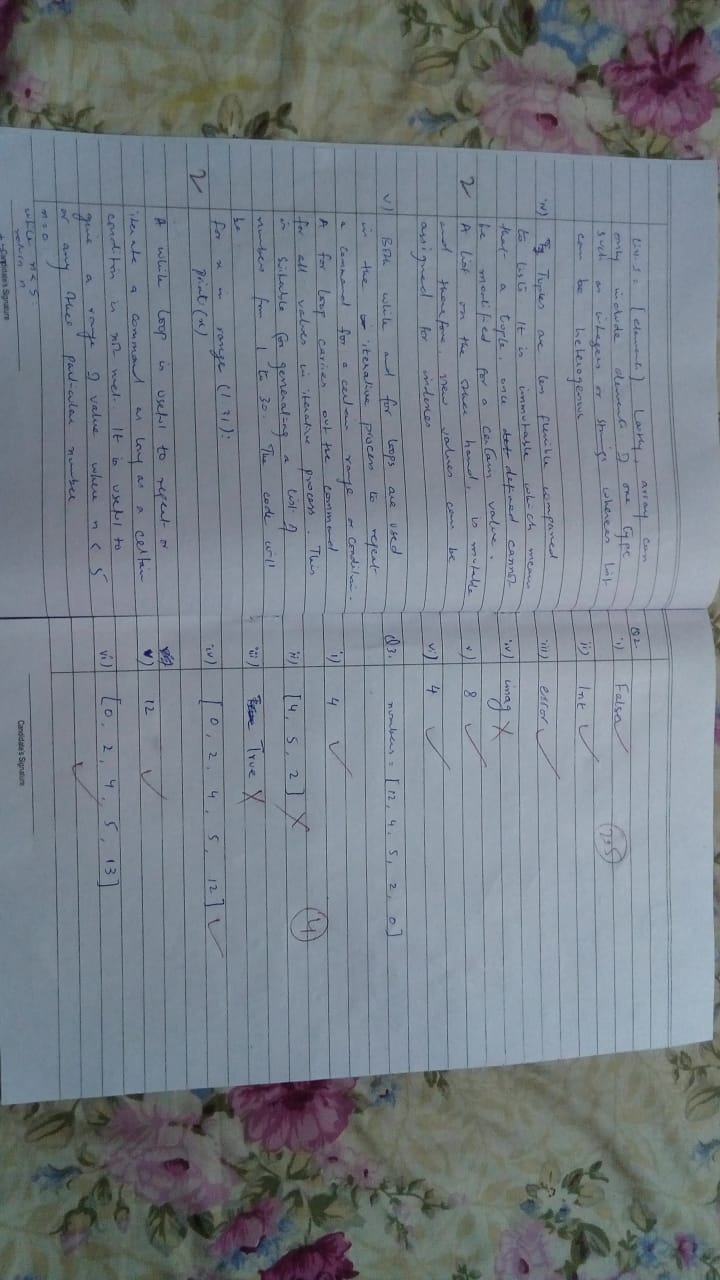 List = [elements] Lastly, array can
only include elements of one type
such as integers or strings whereas list
can be heterogenous
iv) Tuples are less flexible compared
to lists. It is immutable which means
that a tuple, once defined cannot
be modified for a certain value.
A list on the other hand, is mutable
and therefore, new values can be
assigned for indexes
2
v) Both while and for loops are used
in the iterative process to repeat
a command for a certain range or condition.
A for loop carries out the command
for all values in iterative process. This
is suitable for generating a list of
numbers from 1 to 30. The code will
be
for x in range (1, 31):
print(x)
2
A while loop is useful to repeat or
iterate a command as long as a certain
condition is not met. It is useful to
give a range of value where n < 5
or any other particular number
n=0
while n < 5:
return n
Candidate's Signature
Q2
i) False
ii) Int
iii) error
iv) imag
v) 8
vi) 4
Q3. numbers = [12, 4, 5, 2, 0]
i) 4
ii) [4, 5, 2]
4
iii) True
iv) [0, 2, 4, 5, 12]
v) 12
vi) [0, 2, 4, 5, 13]
Candidate's Signature